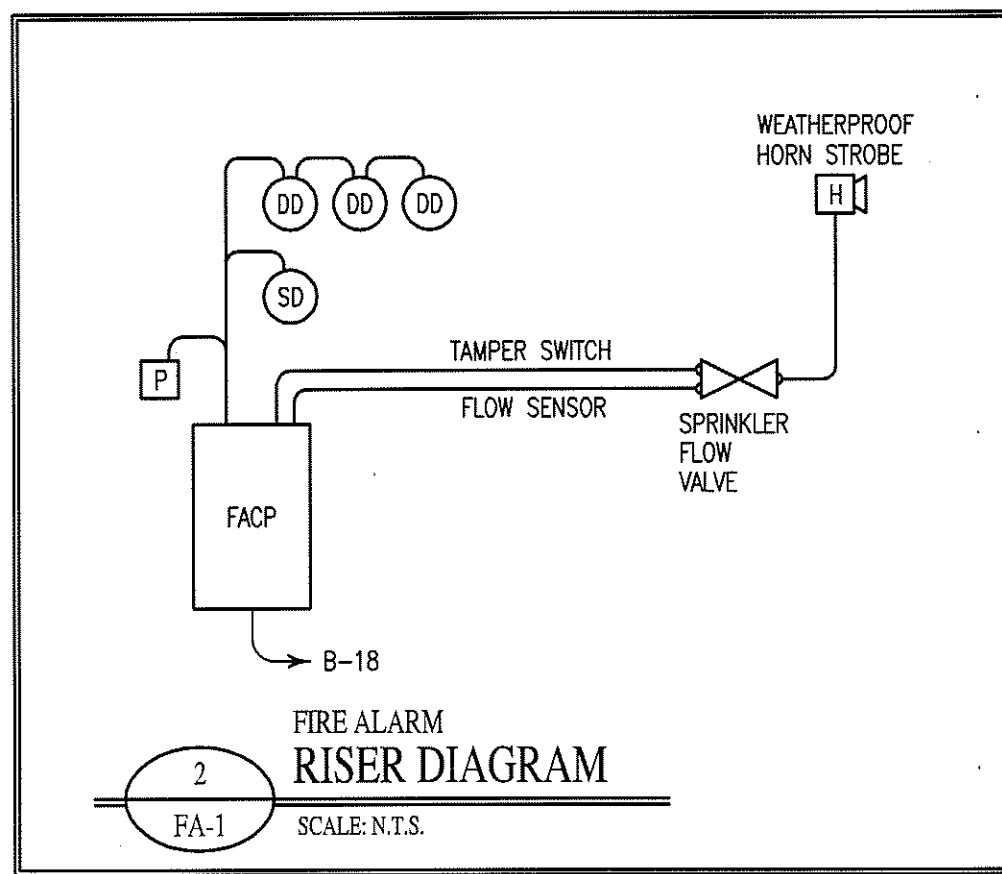 WEATHERPROOF
HORN STROBE
H
DD DD DD
SD
P
TAMPER SWITCH
FLOW SENSOR
SPRINKLER
FLOW
VALVE
FACP
B-18
FIRE ALARM
RISER DIAGRAM
2
FA-1
SCALE: N.T.S.